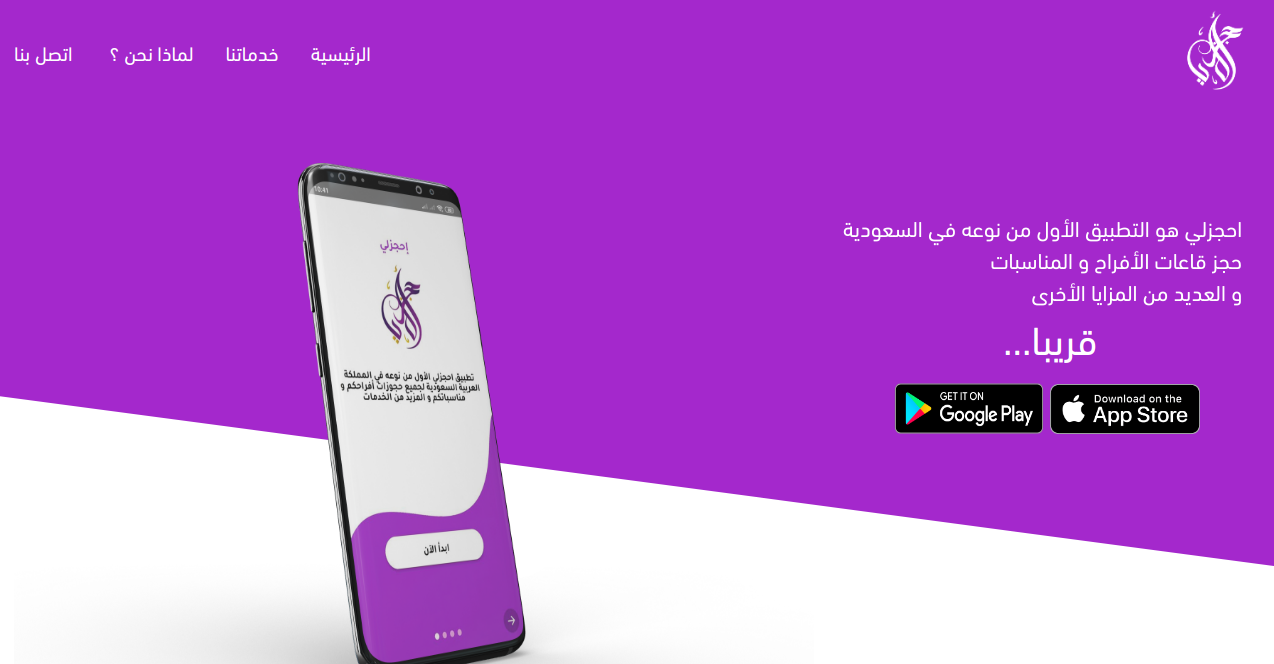 الرئيسية
خدماتنا
لماذا نحن ؟
اتصل بنا
احجزلي هو التطبيق الأول من نوعه في السعودية
حجز قاعات الأفراح و المناسبات
و العديد من المزايا الأخرى
قريبا...
GET IT ON
Google Play
Download on the
App Store
10:41
إحجزلي
تطبيق احجزلي الأول من نوعه في المملكة
العربية السعودية لجميع حجوزات أفراحكم و
مناسباتكم و المزيد من الخدمات
ابدأ الآن